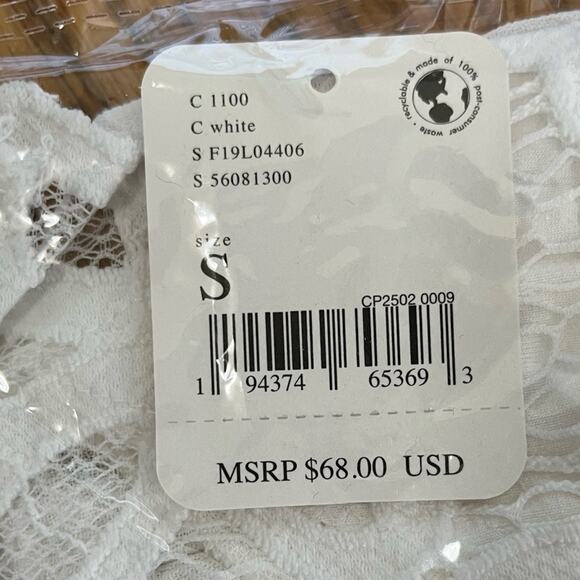 C 1100
C white
S F19L04406
S 56081300
recyclable & made of 100% post-consumer waste •
size
S
CP2502 0009
1 94374 65369 3
MSRP $68.00 USD